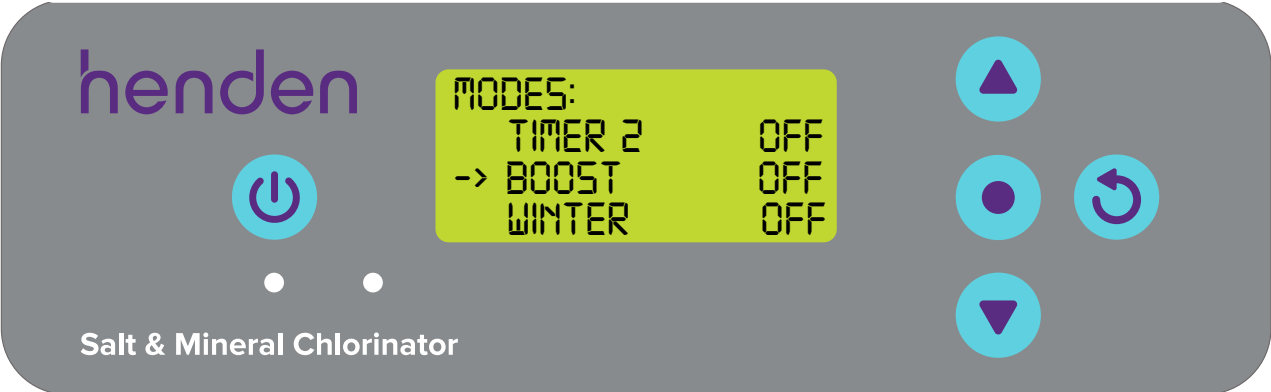 henden
MODES:
TIMER 2 OFF
-> BOOST OFF
WINTER OFF
Salt & Mineral Chlorinator